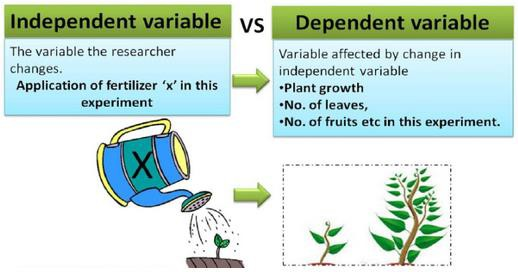 Independent variable
VS
Dependent variable
The variable the researcher
changes.
Application of fertilizer ‘x’ in this
experiment
Variable affected by change in
independent variable
•Plant growth
•No. of leaves,
•No. of fruits etc in this experiment.
X